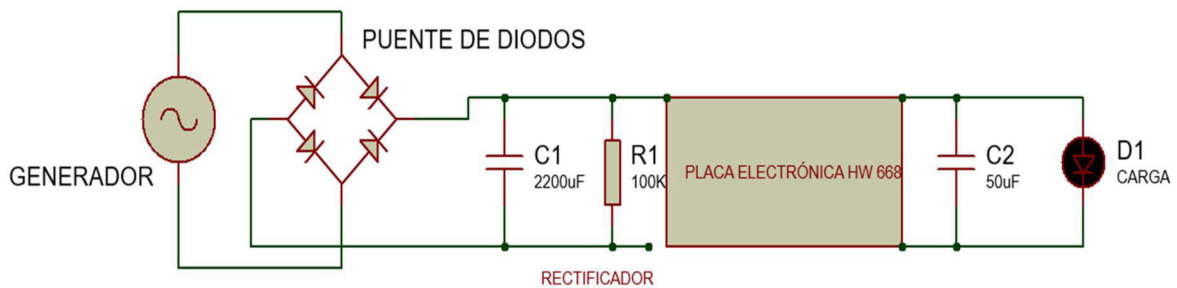 PUENTE DE DIODOS
GENERADOR
C1
2200uF
R1
100K
PLACA ELECTRÓNICA HW 668
C2
50uF
D1
CARGA
RECTIFICADOR